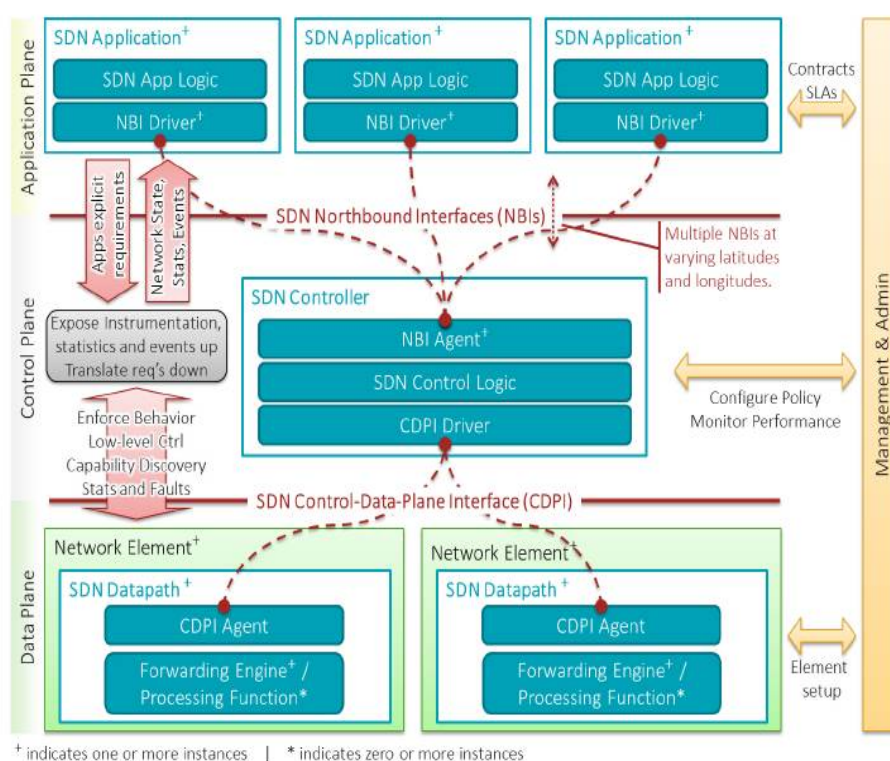 Application Plane
SDN Application+
SDN App Logic
NBI Driver+
SDN Application+
SDN App Logic
NBI Driver+
SDN Application+
SDN App Logic
NBI Driver+
Contracts
SLAs
Apps explicit
requirements
Network State,
Stats, Events
SDN Northbound Interfaces (NBIs)
Multiple NBIs at
varying latitudes
and longitudes.
Control Plane
Expose Instrumentation,
statistics and events up
Translate req's down
SDN Controller
NBI Agent+
SDN Control Logic
CDPI Driver
Configure Policy
Monitor Performance
Management & Admin
Enforce Behavior
Low-level Ctrl
Capability Discovery
Stats and Faults
SDN Control-Data-Plane Interface (CDPI)
Data Plane
Network Element+
SDN Datapath +
CDPI Agent
Forwarding Engine+ /
Processing Function*
Network Element+
SDN Datapath +
CDPI Agent
Forwarding Engine+ /
Processing Function*
Element
setup
+ indicates one or more instances | * indicates zero or more instances